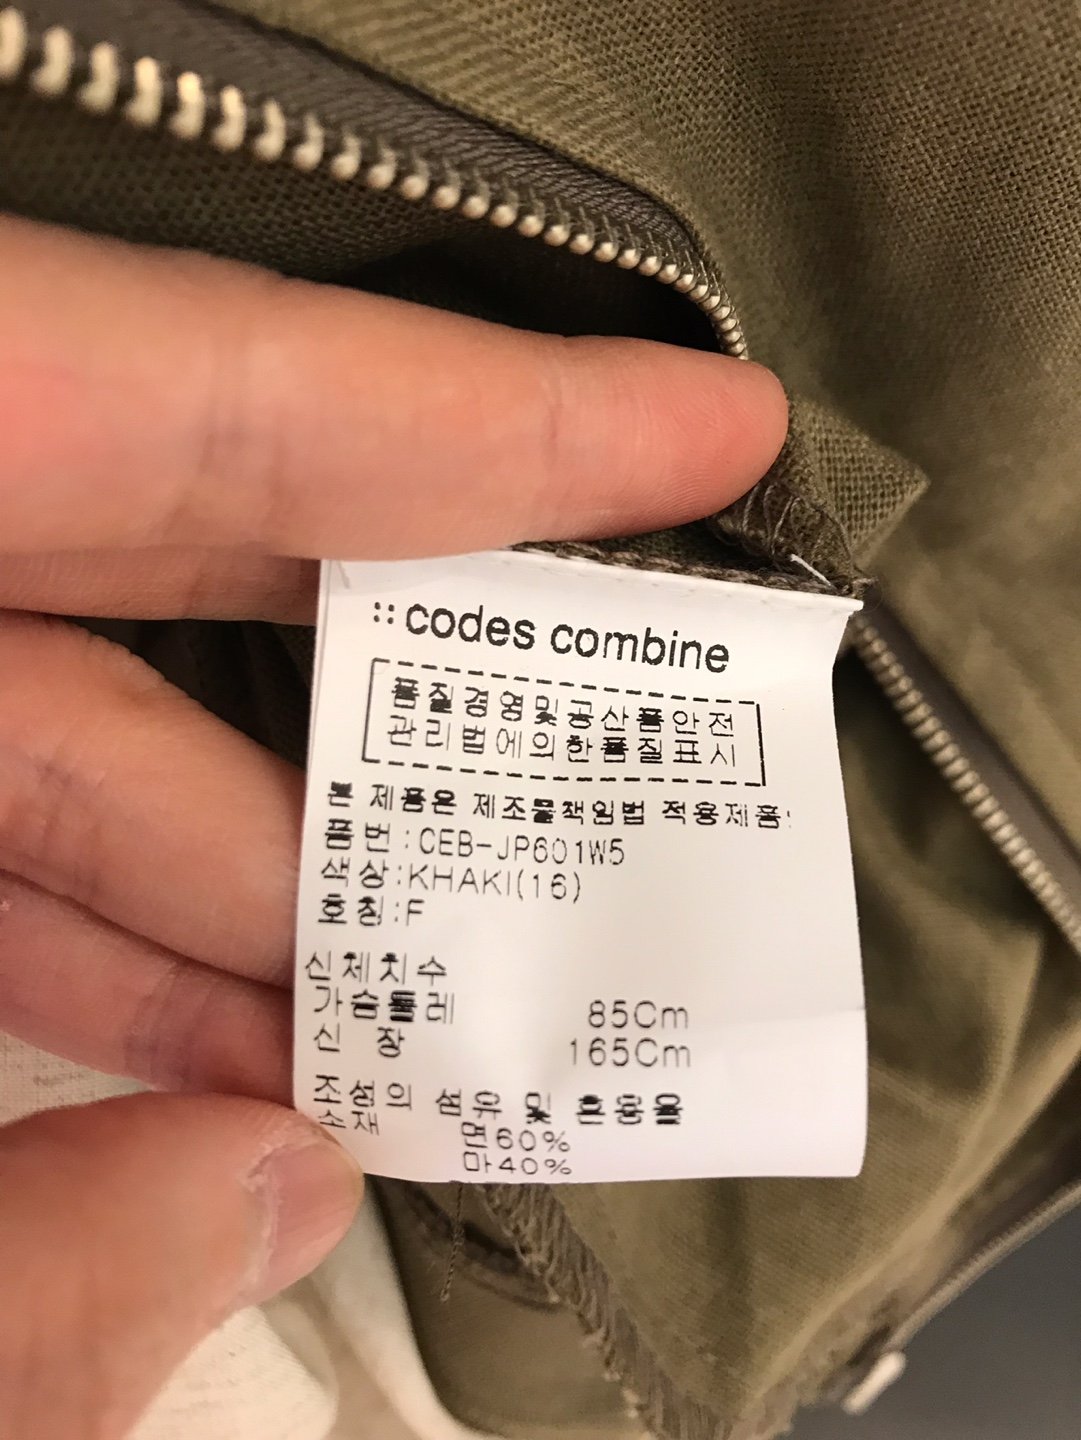 :: codes combine
품질경영및공산품안전
관리법에의한품질표시
본 제품은 제조물책임법 적용제품
품번:CEB-JP601W5
색상:KHAKI(16)
호칭:F
신체치수
가슴둘레 85Cm
신 장 165Cm
조성의 섬유 및 혼용율
소재
면60%
마40%